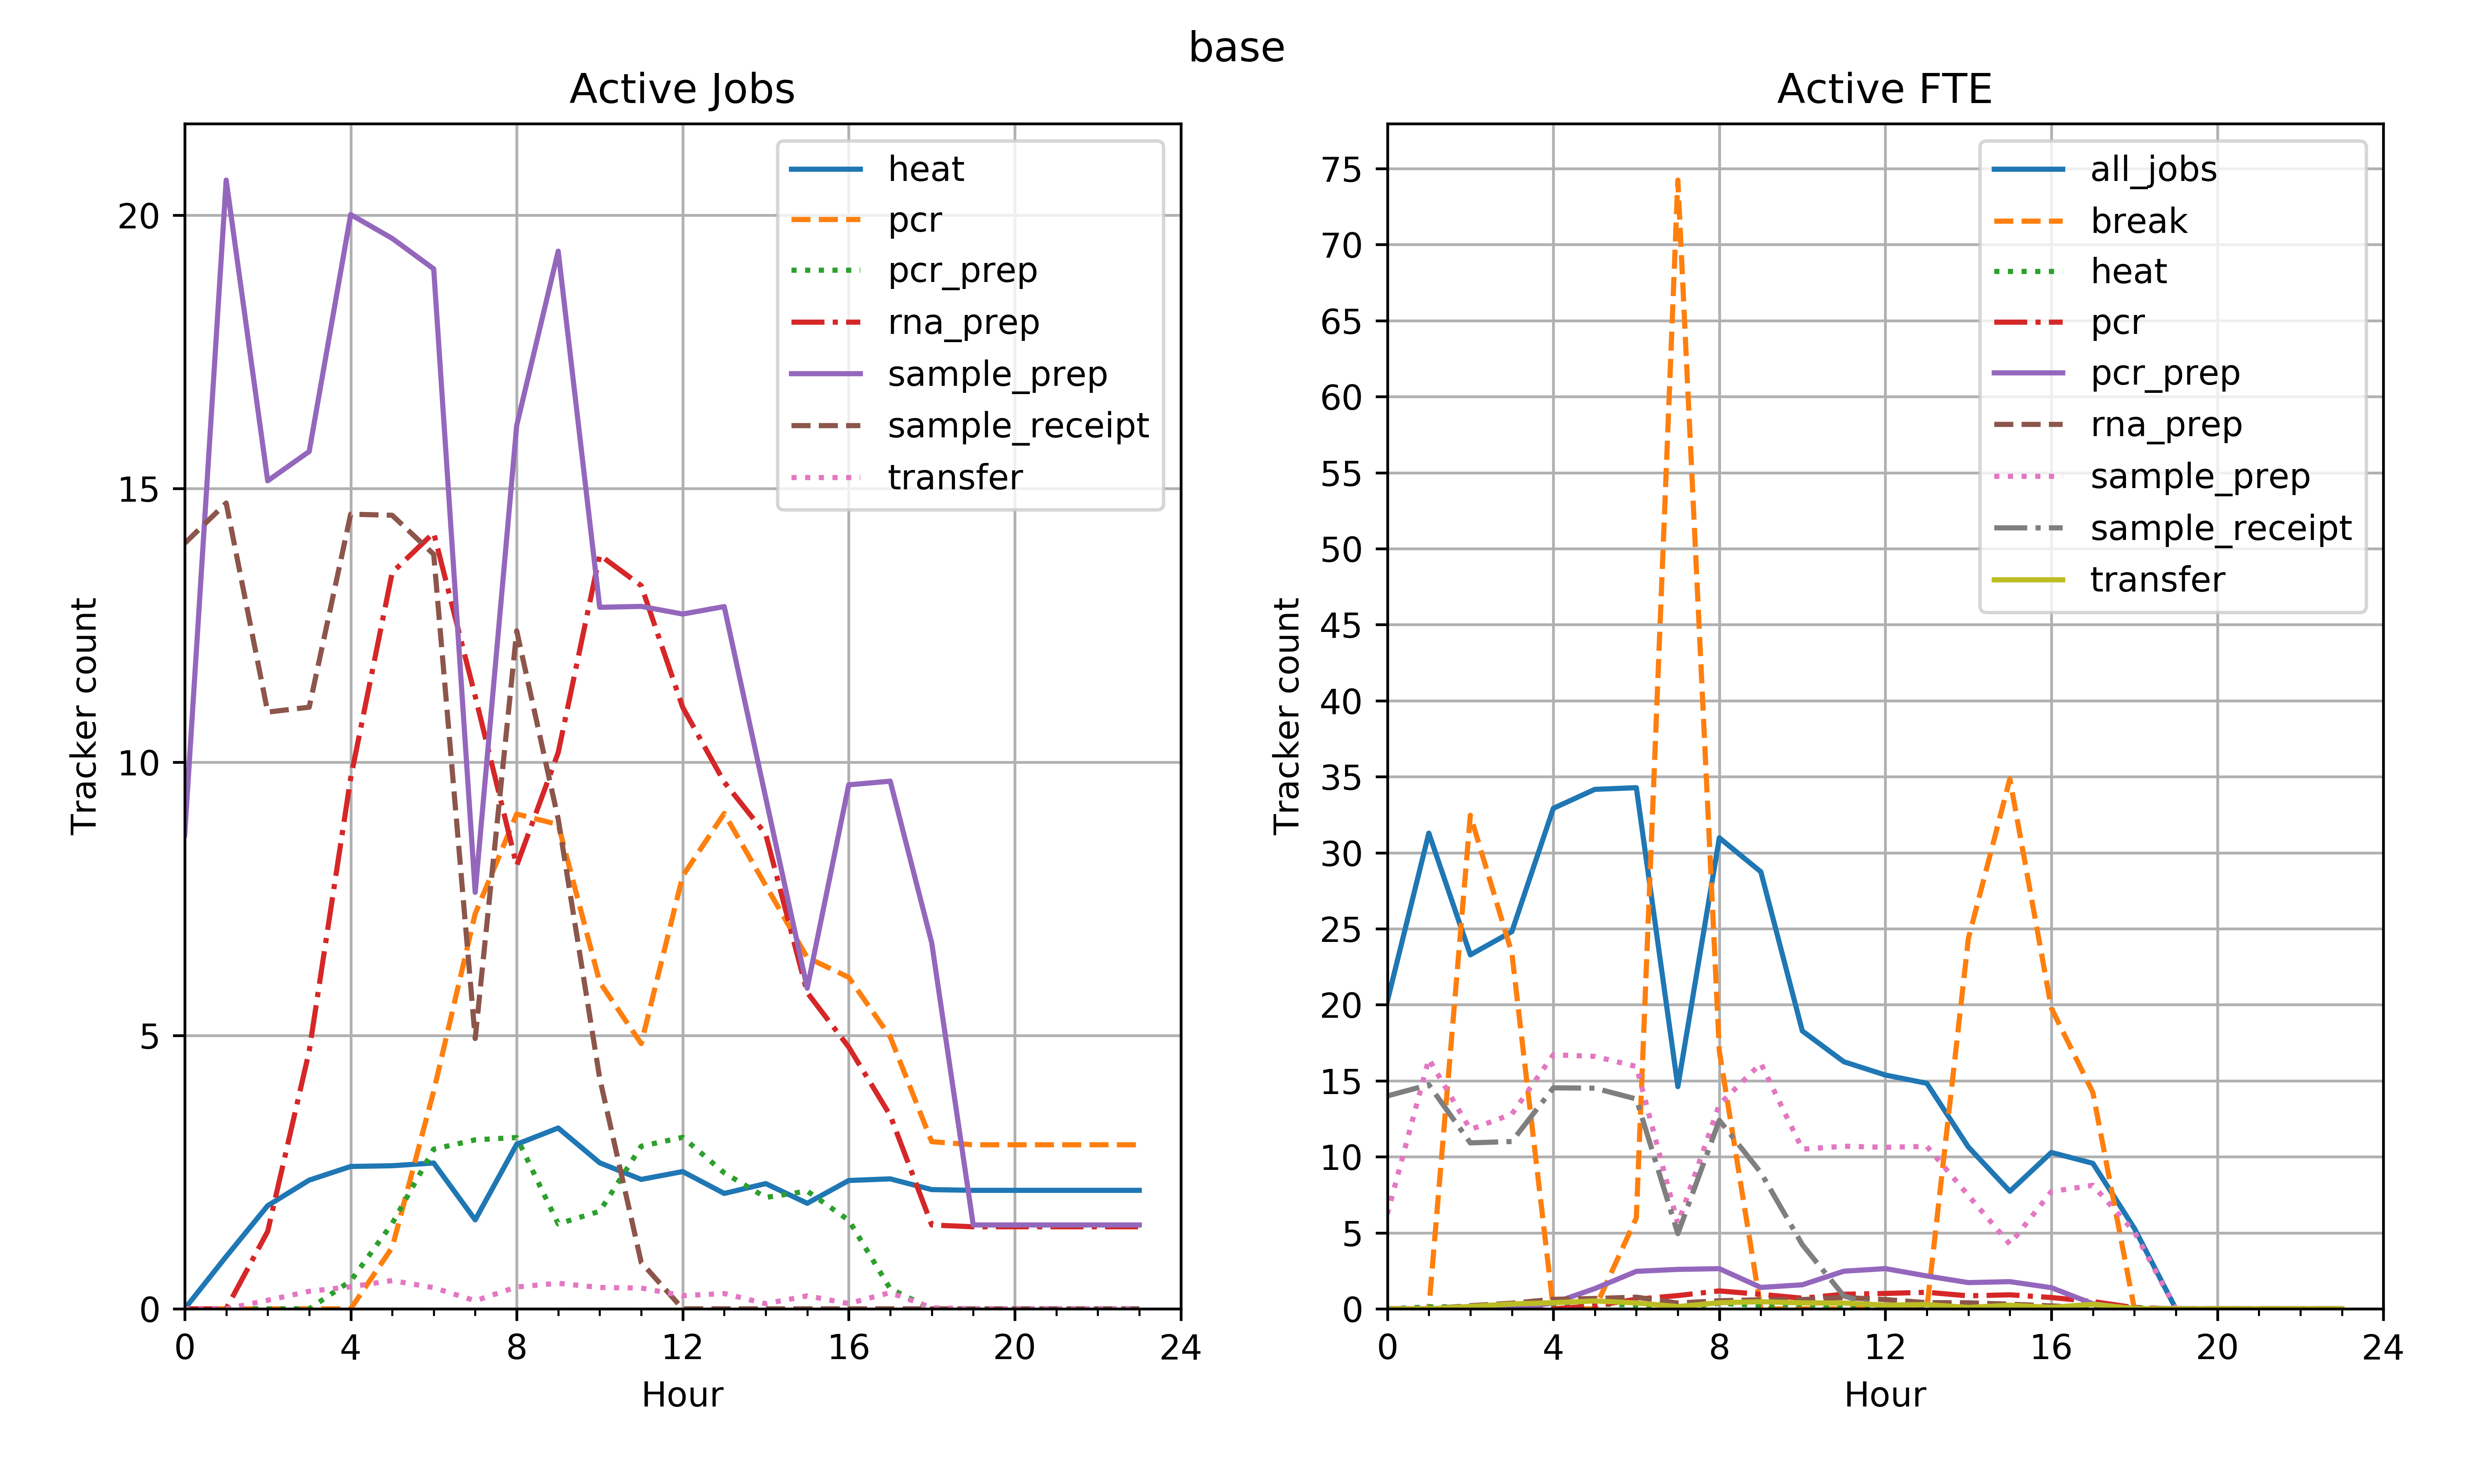 base
Active Jobs
Tracker count
20
15
10
5
0
0 4 8 12 16 20 24
Hour
heat
pcr
pcr_prep
rna_prep
sample_prep
sample_receipt
transfer
Active FTE
Tracker count
75
70
65
60
55
50
45
40
35
30
25
20
15
10
5
0
0 4 8 12 16 20 24
Hour
all_jobs
break
heat
pcr
pcr_prep
rna_prep
sample_prep
sample_receipt
transfer